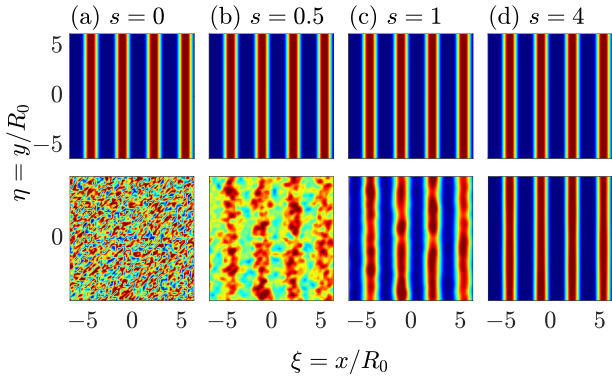 (a) s = 0 (b) s = 0.5 (c) s = 1 (d) s = 4
5
0
−5
η = y/R₀
0
−5 0 5 −5 0 5 −5 0 5 −5 0 5
ξ = x/R₀